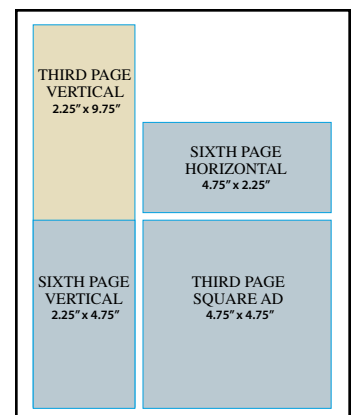 THIRD PAGE
VERTICAL
2.25" x 9.75"
SIXTH PAGE
HORIZONTAL
4.75" x 2.25"
SIXTH PAGE
VERTICAL
2.25" x 4.75"
THIRD PAGE
SQUARE AD
4.75" x 4.75"